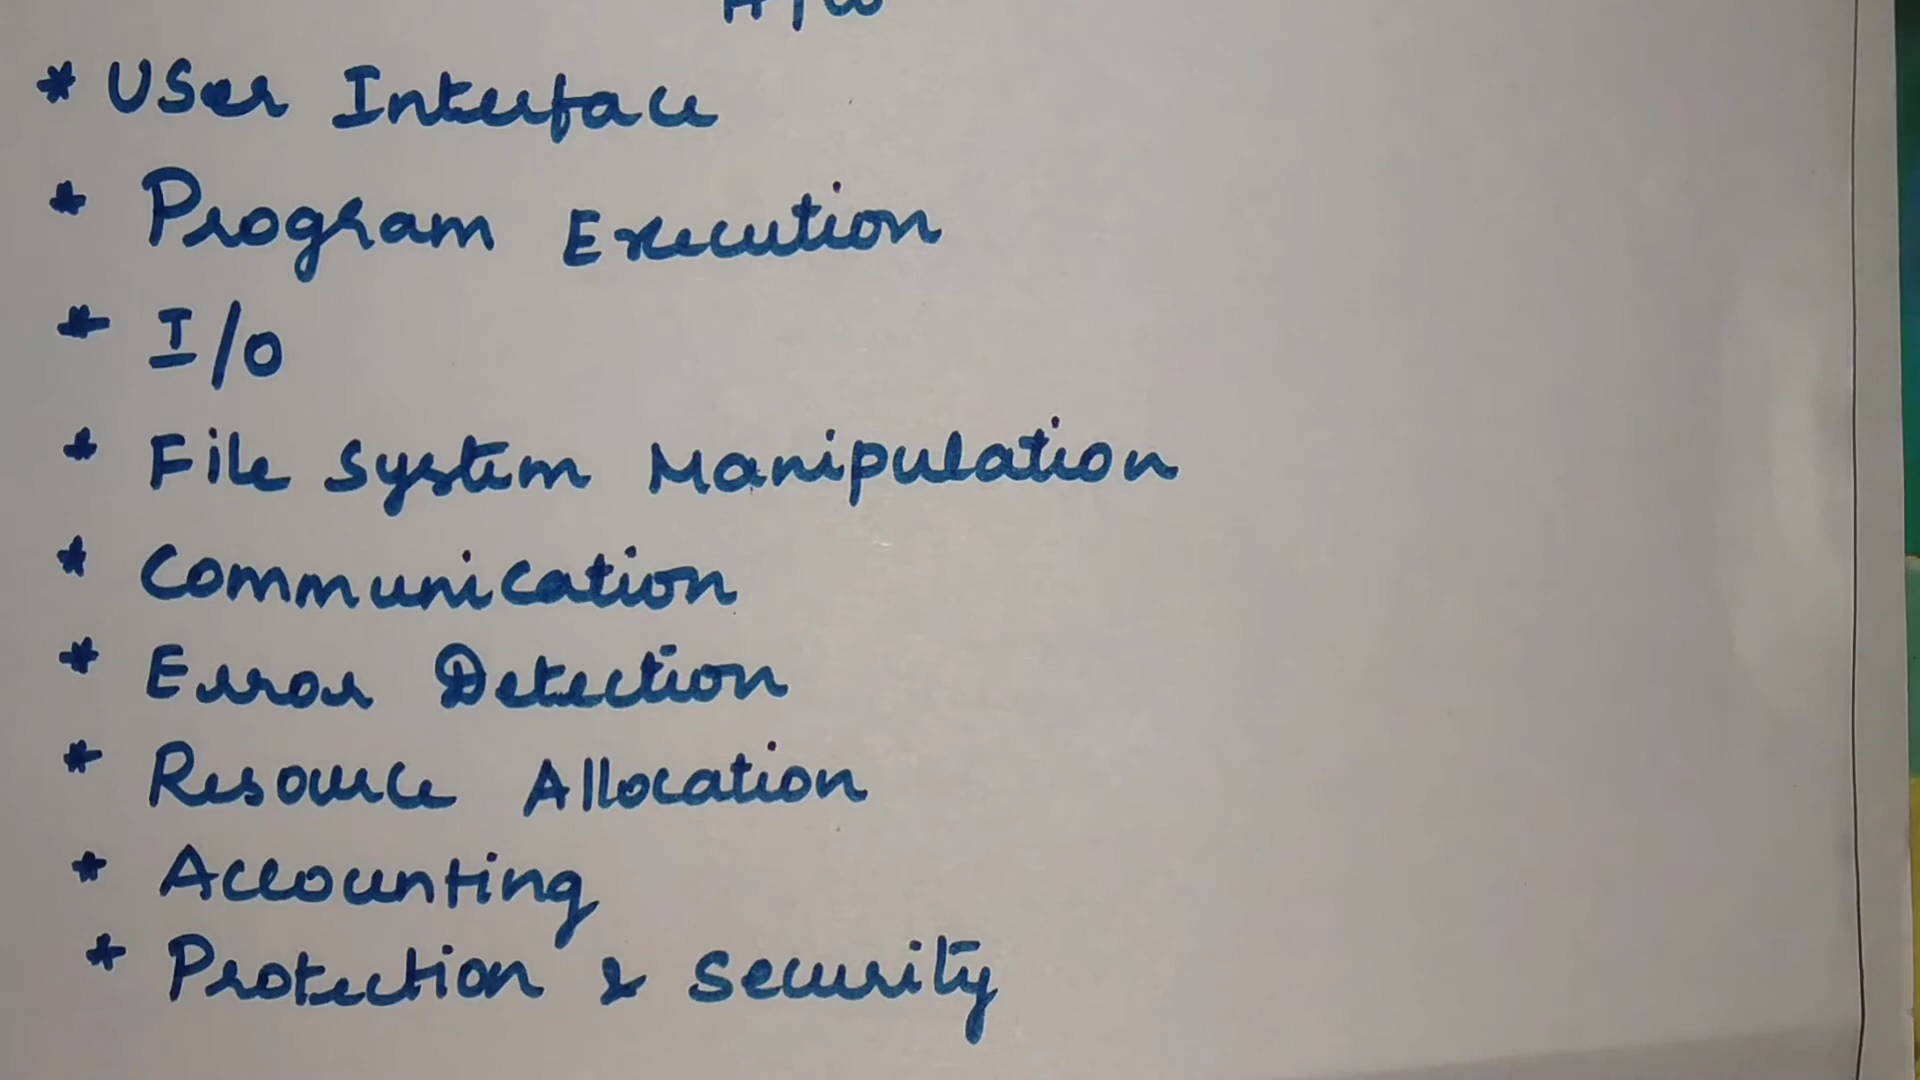 H/W
* User Interface
* Program Execution
* I/O
* File System Manipulation
* Communication
* Error Detection
* Resource Allocation
* Accounting
* Protection & Security